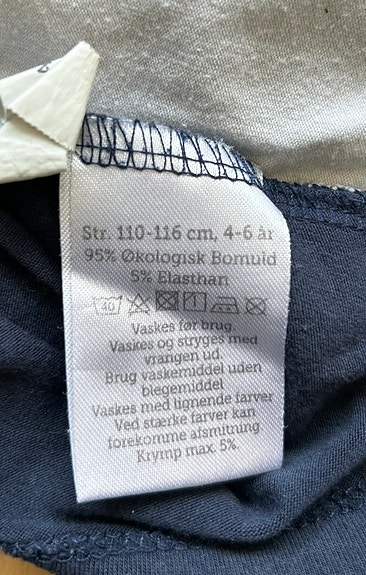 Str. 110-116 cm, 4-6 år
95% Økologisk Bomuld
5% Elasthan
40
Vaskes før brug.
Vaskes og stryges med
vrangen ud.
Brug vaskemiddel uden
blegemiddel
Vaskes med lignende farver
Ved stærke farver kan
forekomme afsmitning.
Krymp max. 5%.